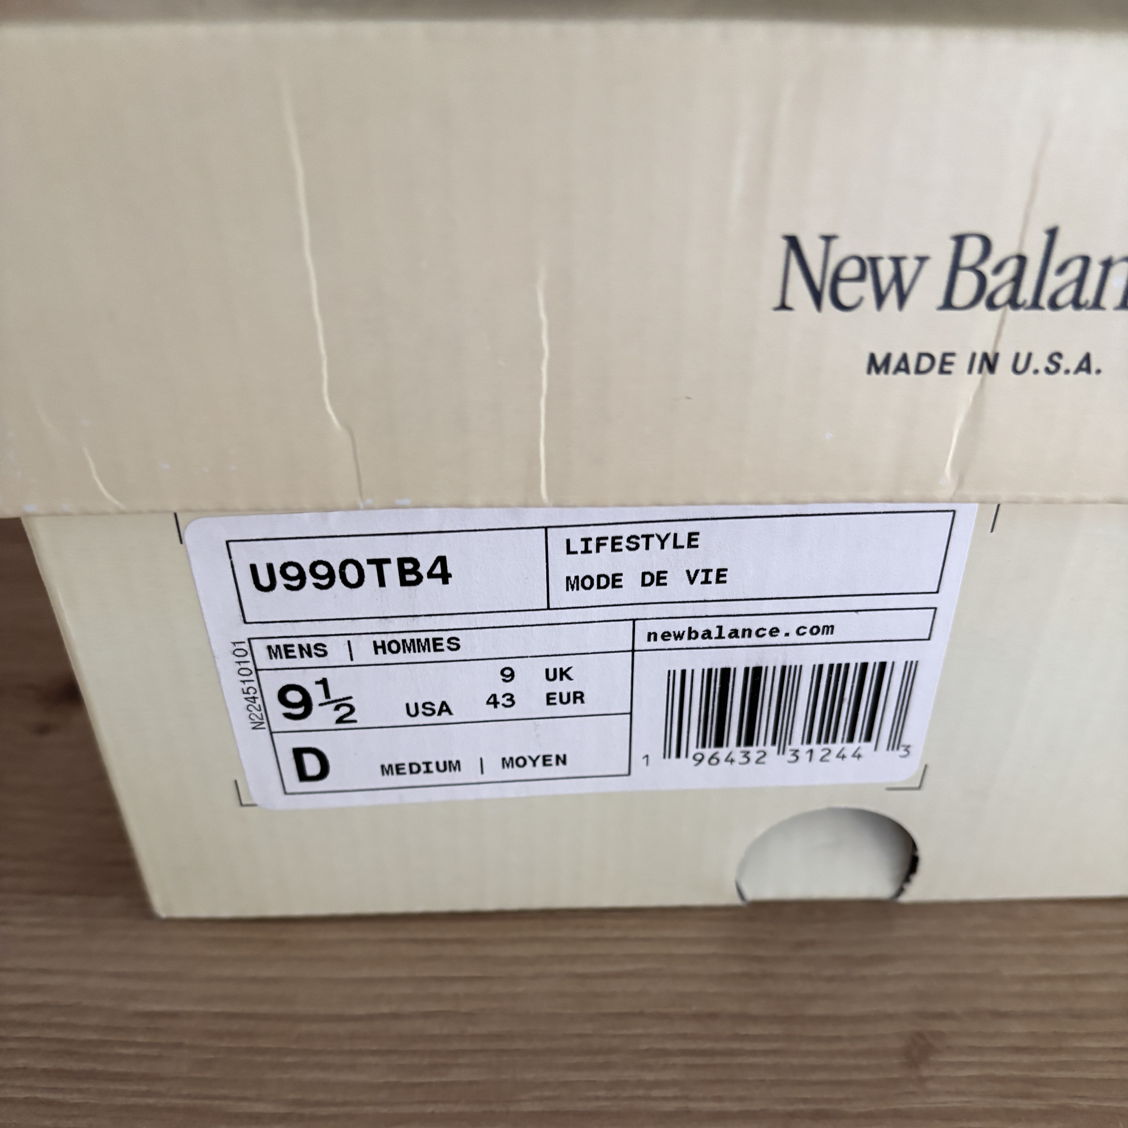 New Balan
MADE IN U.S.A.
U990TB4
LIFESTYLE
MODE DE VIE
MENS | HOMMES
newbalance.com
9½ USA
9 UK
43 EUR
D MEDIUM | MOYEN
N224510101
1 96432 31244 3